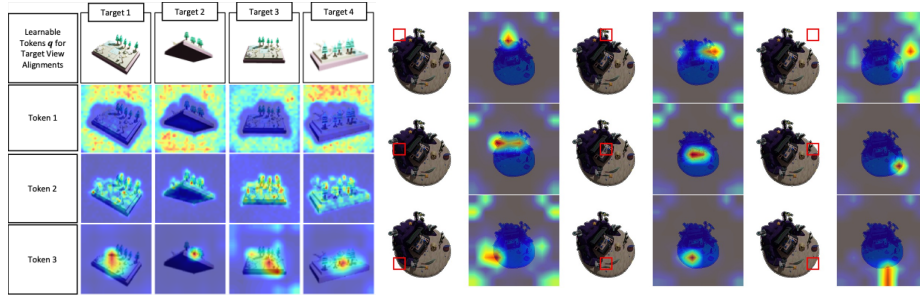 Learnable
Tokens q for
Target View
Alignments
Target 1
Target 2
Target 3
Target 4
Token 1
Token 2
Token 3